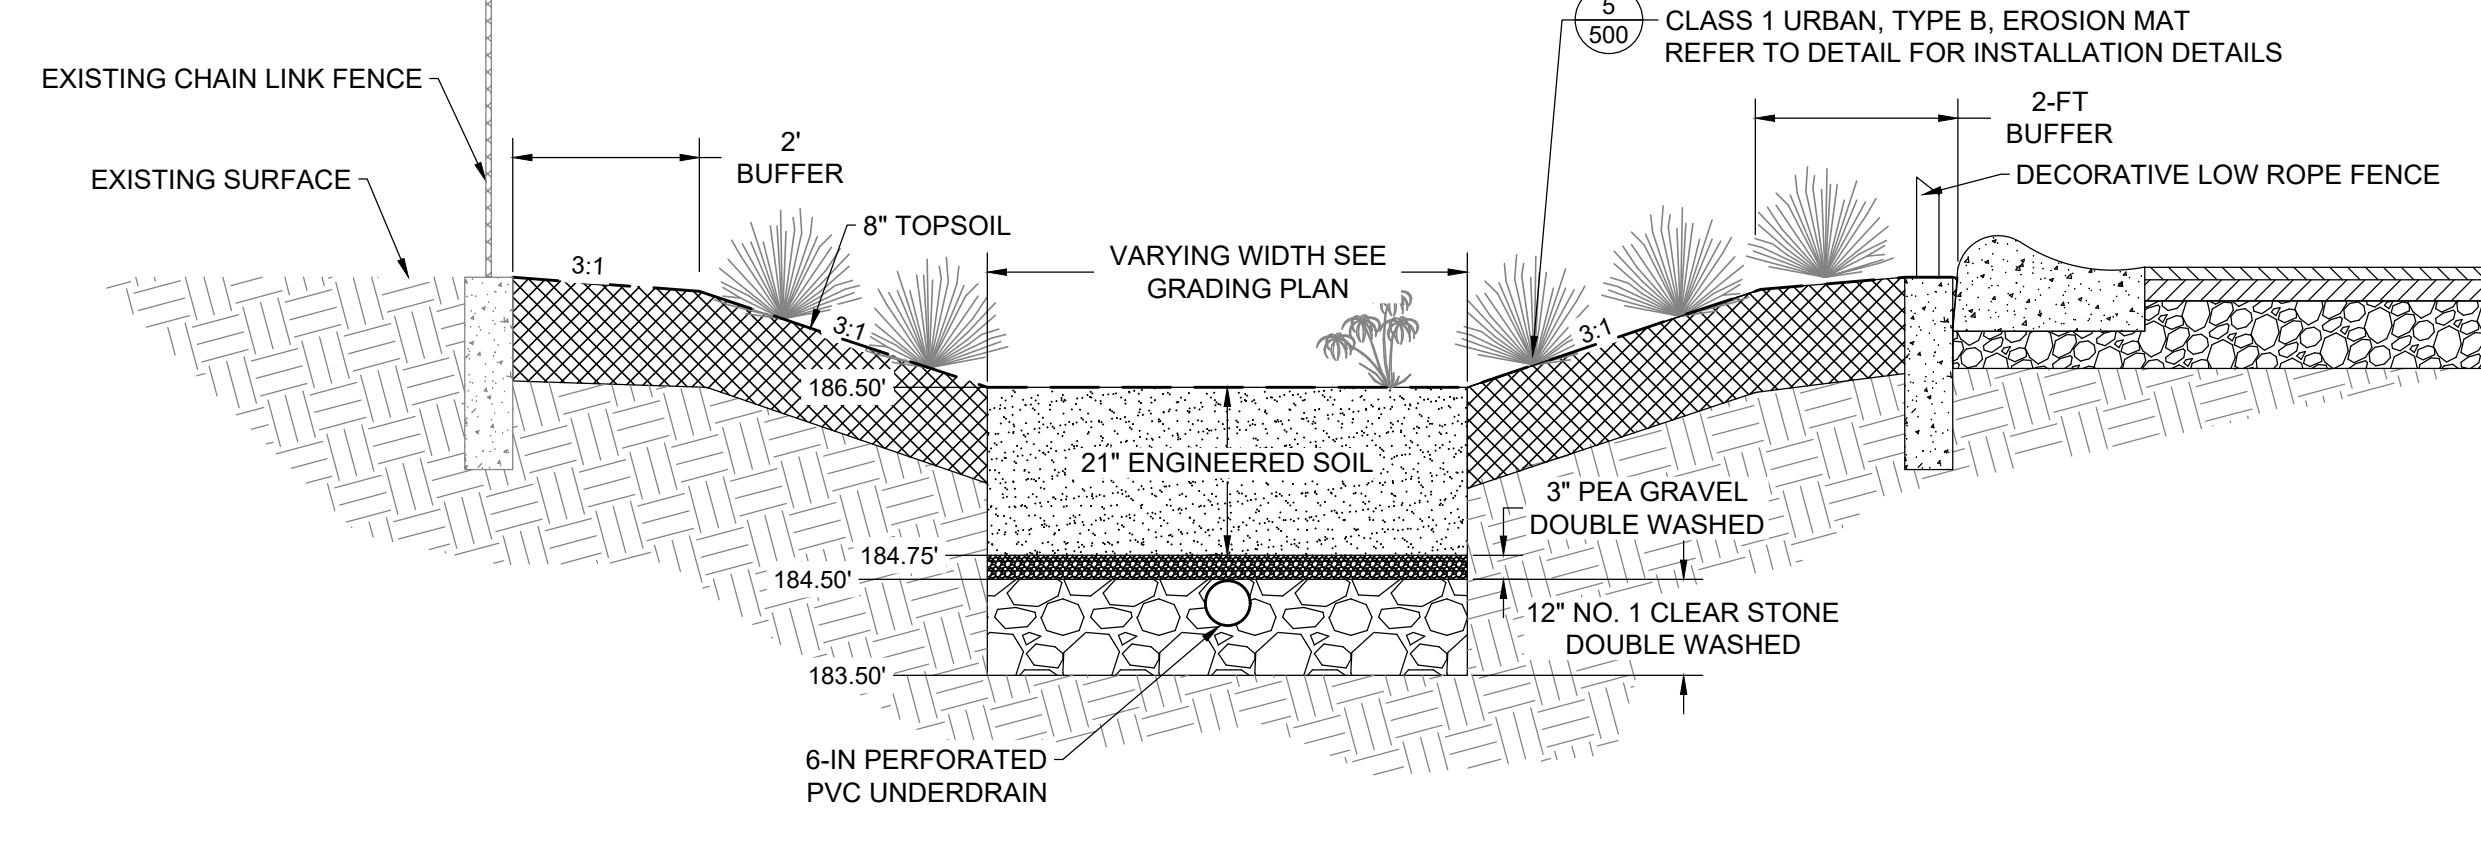 5
500
CLASS 1 URBAN, TYPE B, EROSION MAT
REFER TO DETAIL FOR INSTALLATION DETAILS
EXISTING CHAIN LINK FENCE
2'
BUFFER
2-FT
BUFFER
EXISTING SURFACE
DECORATIVE LOW ROPE FENCE
8" TOPSOIL
VARYING WIDTH SEE
GRADING PLAN
3:1
3:1
3:1
186.50'
21" ENGINEERED SOIL
3" PEA GRAVEL
DOUBLE WASHED
184.75'
184.50'
12" NO. 1 CLEAR STONE
DOUBLE WASHED
183.50'
6-IN PERFORATED
PVC UNDERDRAIN